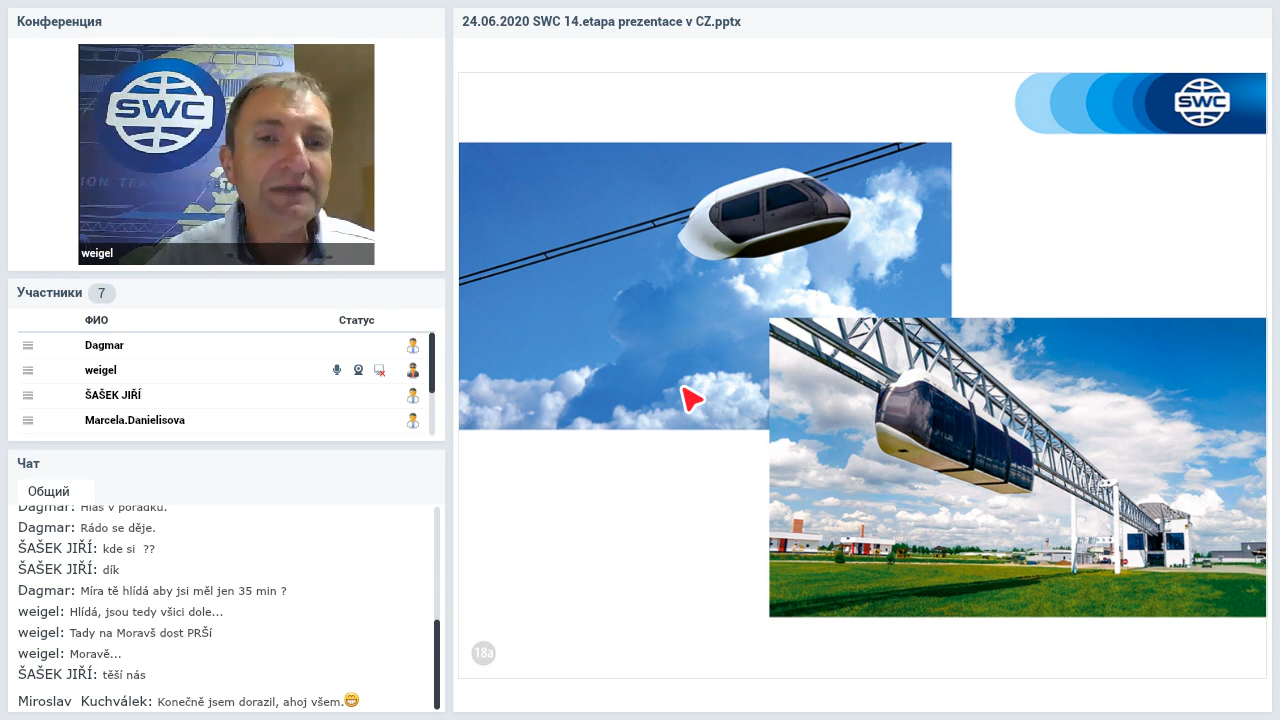 Конференция
SWC
ION TRAN
weigel
Участники 7
ФИО Статус
Dagmar
weigel
ŠAŠEK JIŘÍ
Marcela.Danielisova
Чат
Общий
Dagmar: Hlas v pořádku.
Dagmar: Rádo se děje.
ŠAŠEK JIŘÍ: kde si ??
ŠAŠEK JIŘÍ: dík
Dagmar: Míra tě hlídá aby jsi měl jen 35 min ?
weigel: Hlídá, jsou tedy všici dole...
weigel: Tady na Moravš dost PRŠí
weigel: Moravě...
ŠAŠEK JIŘÍ: těší nás
Miroslav Kuchválek: Konečně jsem dorazil, ahoj všem.
24.06.2020 SWC 14.etapa prezentace v CZ.pptx
SWC
18a